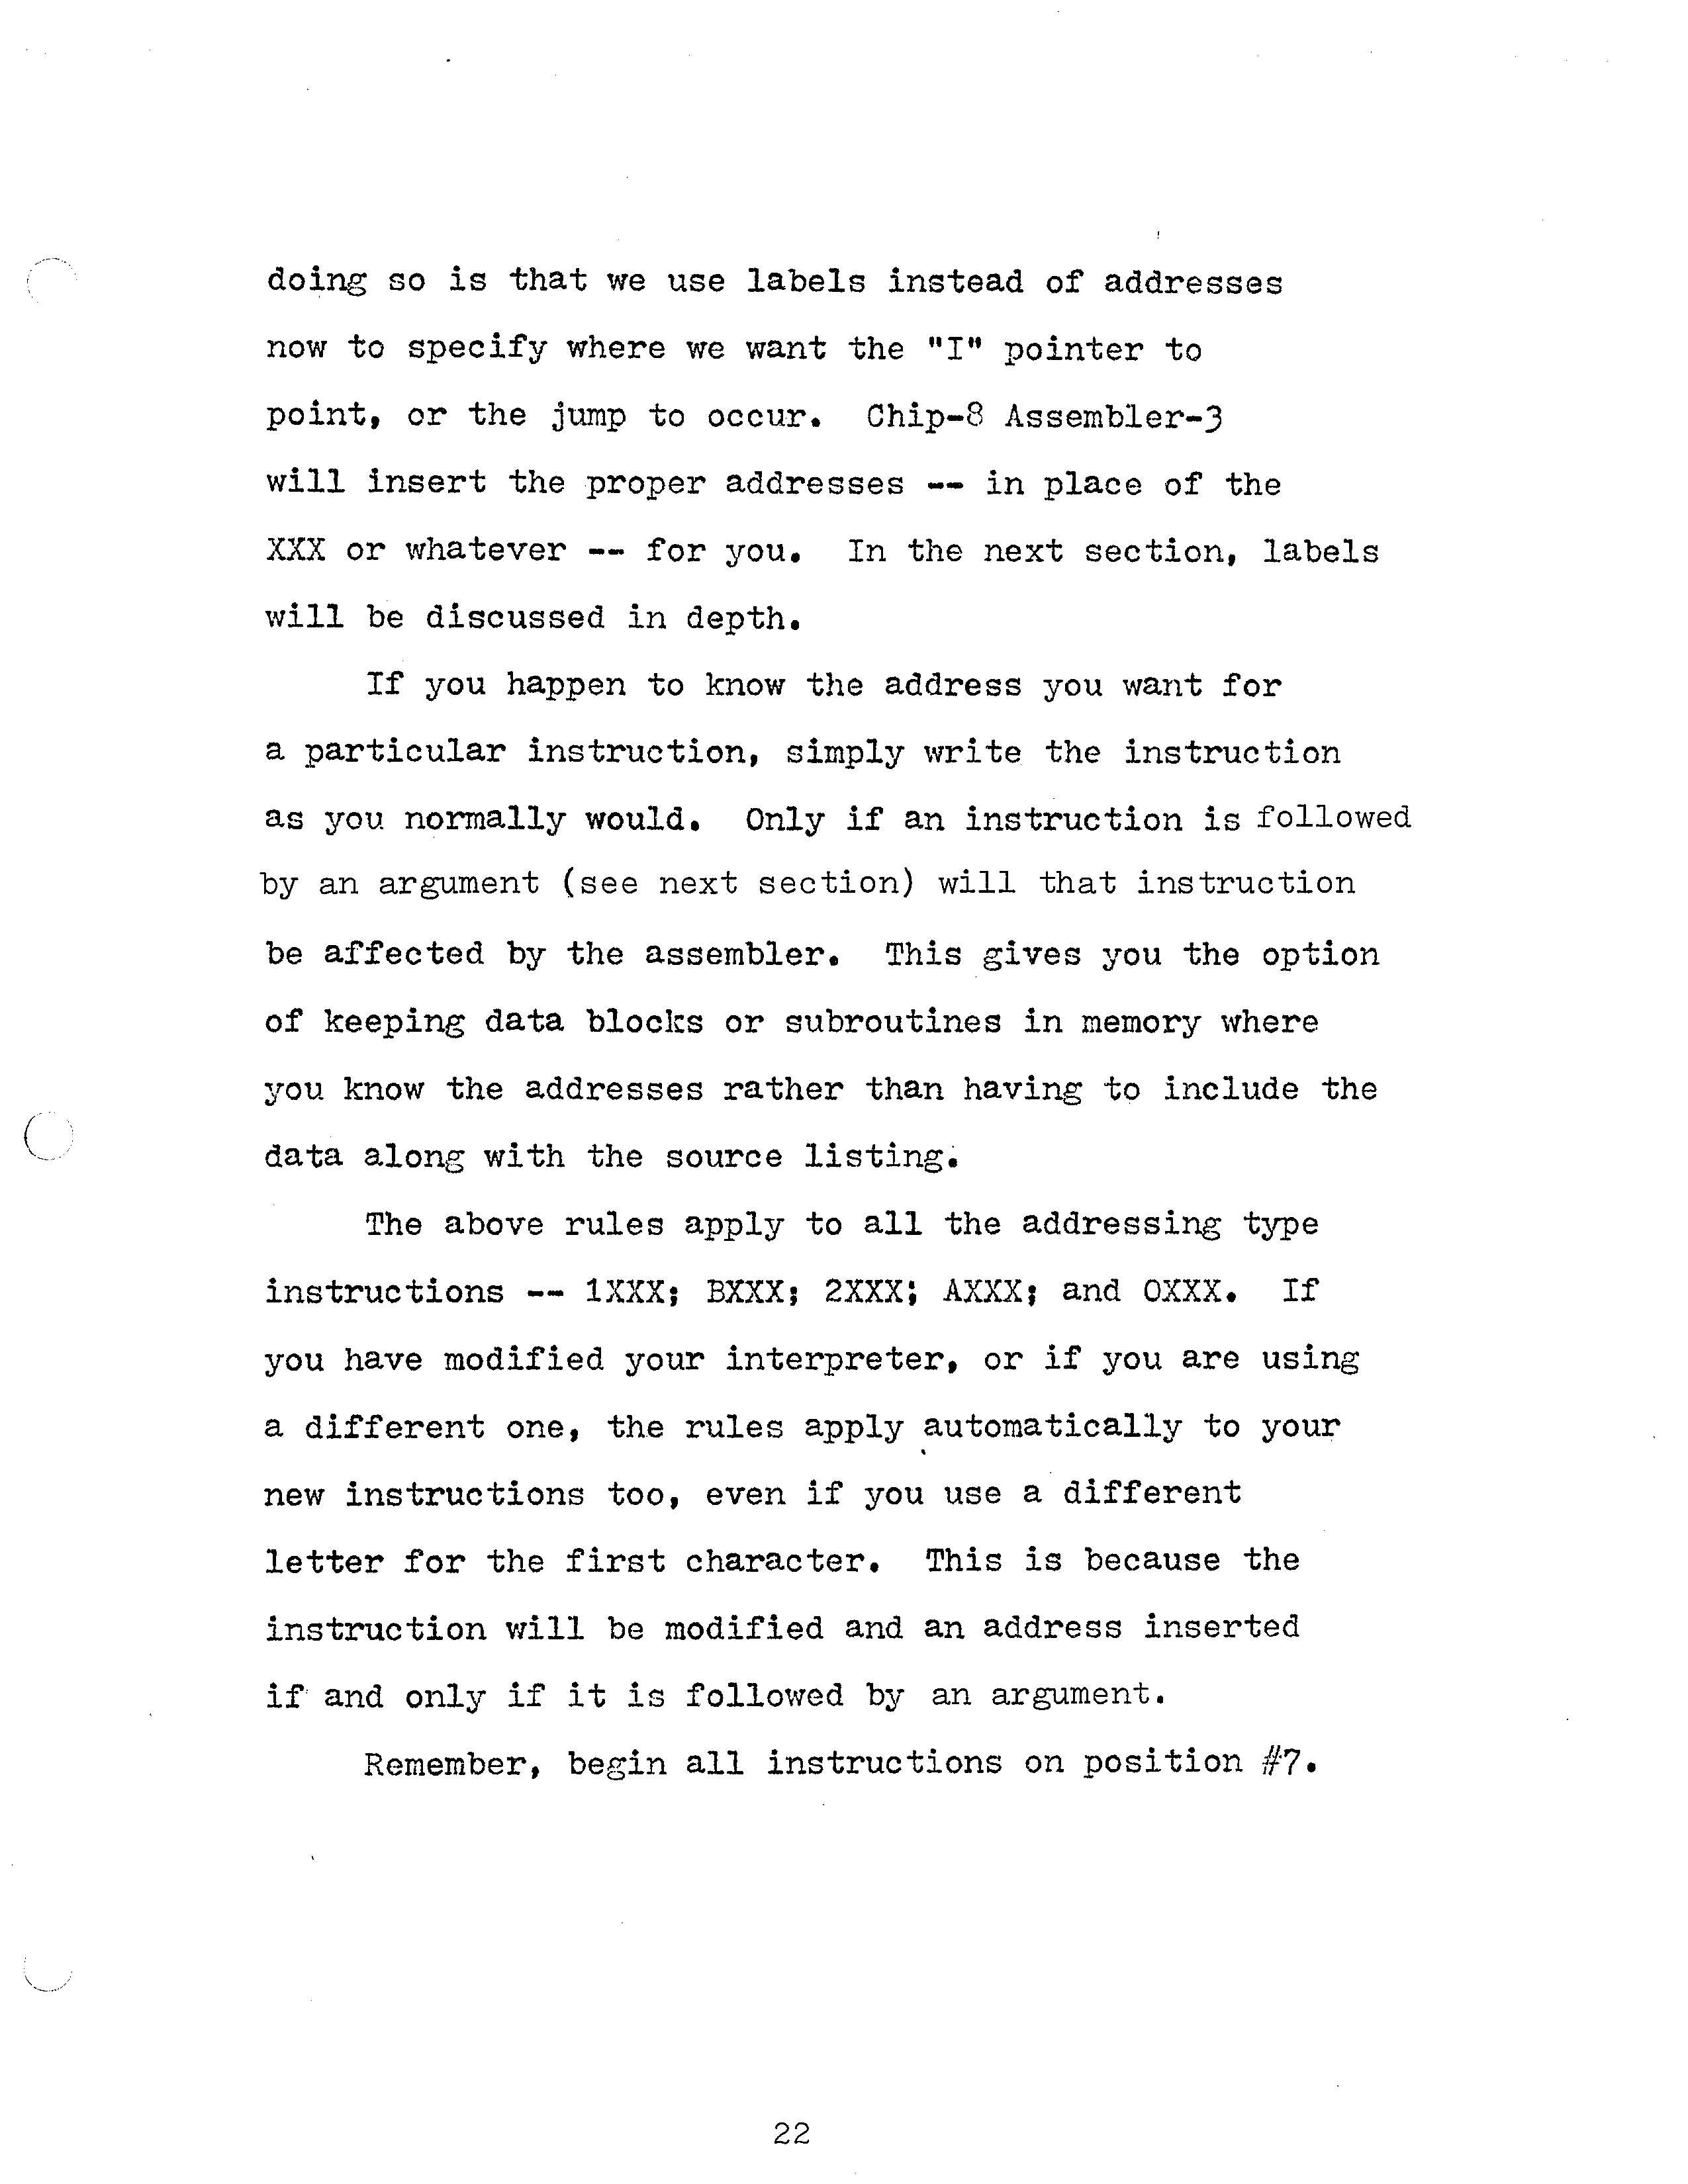 doing so is that we use labels instead of addresses
now to specify where we want the "I" pointer to
point, or the jump to occur.  Chip-8 Assembler-3
will insert the proper addresses -- in place of the
XXX or whatever -- for you.  In the next section, labels
will be discussed in depth.
If you happen to know the address you want for
a particular instruction, simply write the instruction
as you normally would.  Only if an instruction is followed
by an argument (see next section) will that instruction
be affected by the assembler.  This gives you the option
of keeping data blocks or subroutines in memory where
you know the addresses rather than having to include the
data along with the source listing.
The above rules apply to all the addressing type
instructions -- 1XXX; BXXX; 2XXX; AXXX; and 0XXX.  If
you have modified your interpreter, or if you are using
a different one, the rules apply automatically to your
new instructions too, even if you use a different
letter for the first character.  This is because the
instruction will be modified and an address inserted
if and only if it is followed by an argument.
Remember, begin all instructions on position #7.
22